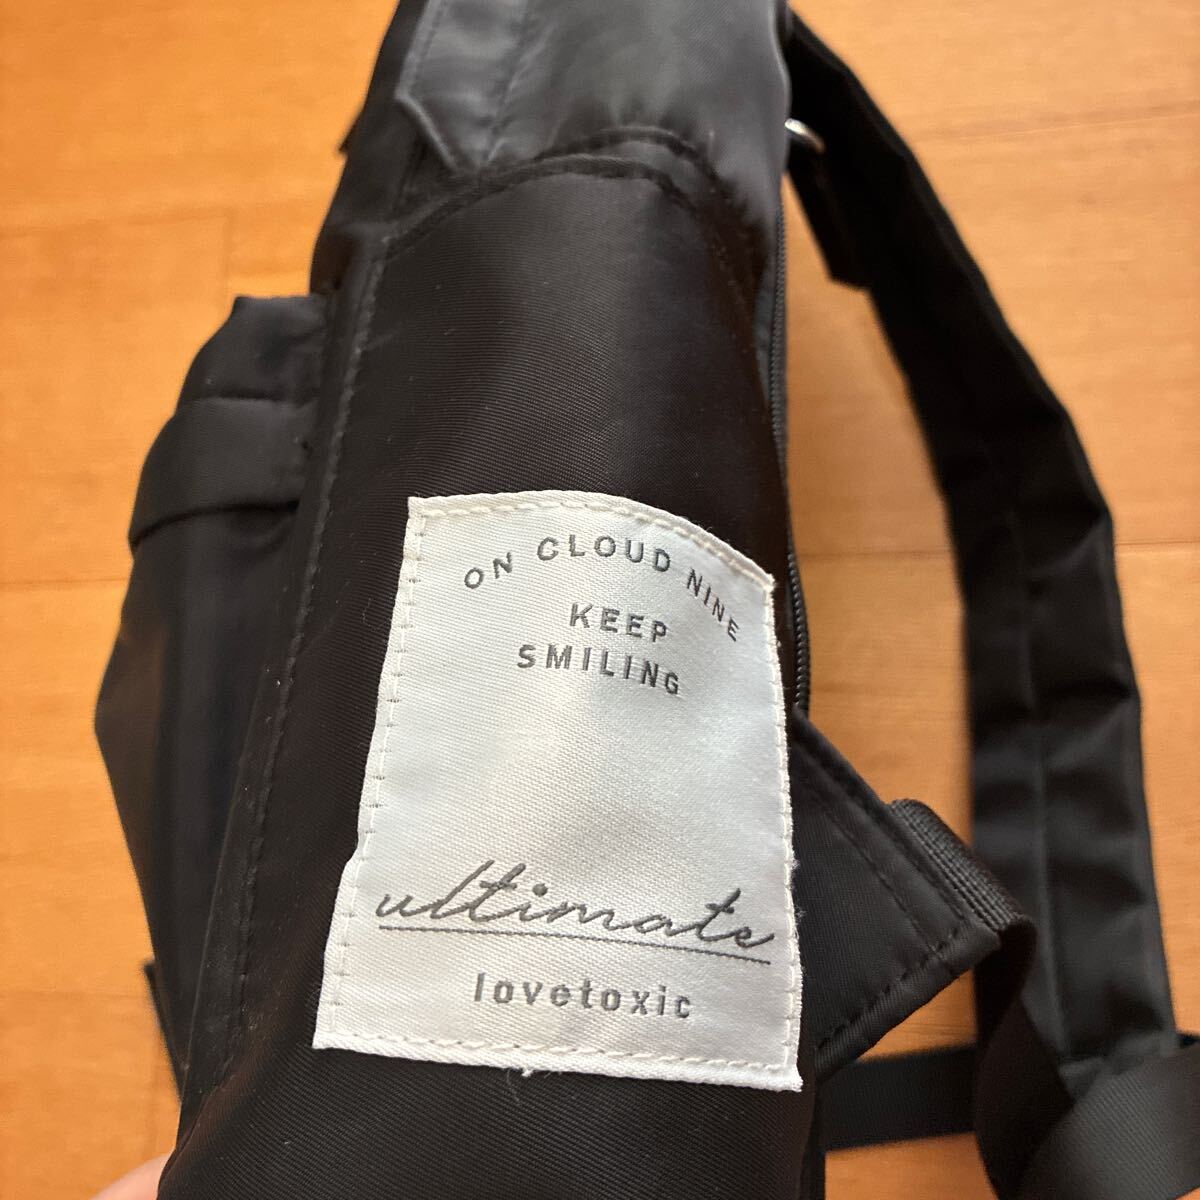 ON CLOUD NINE
KEEP
SMILING
ultimate
lovetoxic